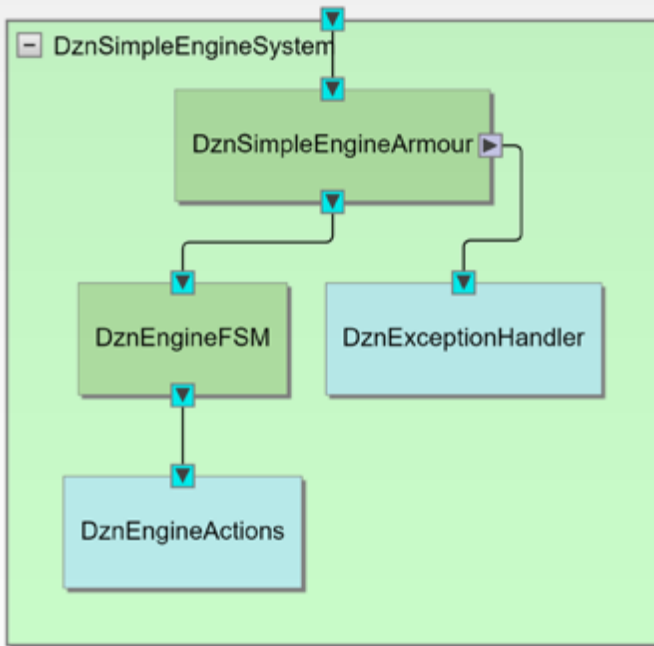 DznSimpleEngineSystem
DznSimpleEngineArmour
DznEngineFSM
DznExceptionHandler
DznEngineActions